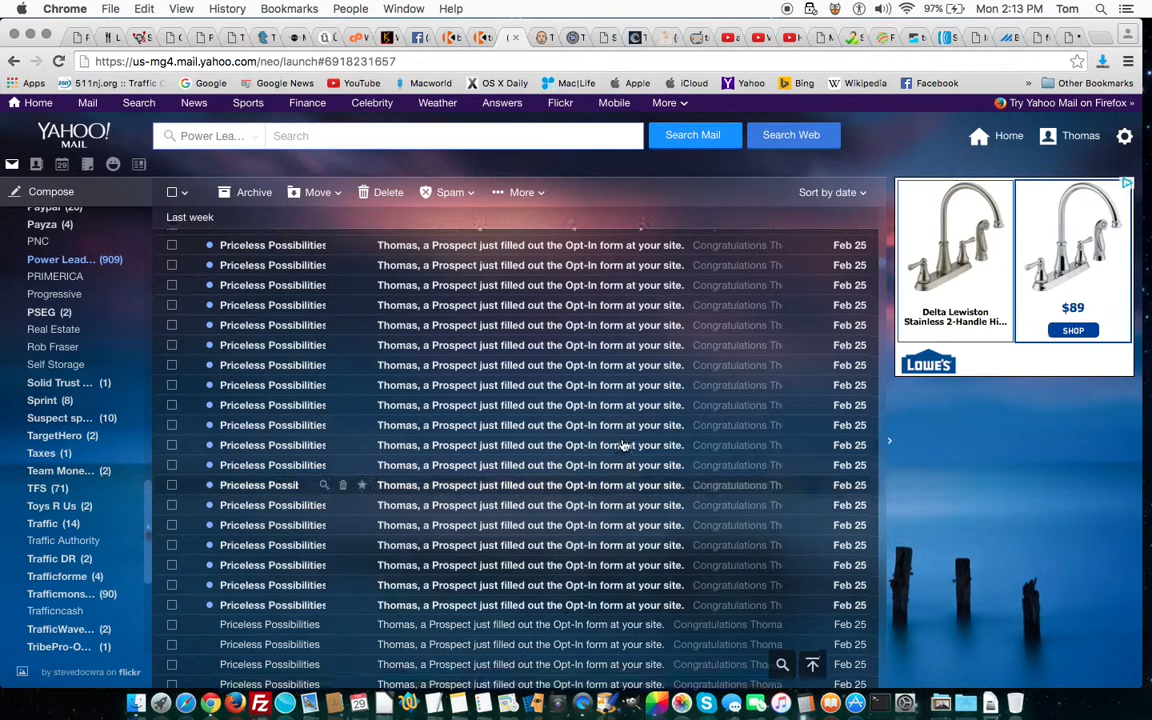 Chrome File Edit View History Bookmarks People Window Help 97% Mon 2:13 PM Tom
https://us-mg4.mail.yahoo.com/neo/launch#6918231657
Apps 511nj.org :: Traffic C Google Google News YouTube Macworld OS X Daily Mac|Life Apple iCloud Yahoo Bing Wikipedia Facebook Other Bookmarks
Home Mail Search News Sports Finance Celebrity Weather Answers Flickr Mobile More Try Yahoo Mail on Firefox »
YAHOO! MAIL Power Lea... Search Search Mail Search Web Home Thomas
Compose Archive Move Delete Spam More Sort by date
Paypal (20)
Payza (4)
PNC
Power Lead... (909)
PRIMERICA
Progressive
PSEG (2)
Real Estate
Rob Fraser
Self Storage
Solid Trust ... (1)
Sprint (8)
Suspect sp... (10)
TargetHero (2)
Taxes (1)
Team Mone... (2)
TFS (71)
Toys R Us (2)
Traffic (14)
Traffic Authority
Traffic DR (2)
Trafficforme (4)
Trafficmons... (90)
Trafficncash
TrafficWave... (2)
TribePro-O... (1)
by stevedocwra on flickr
Last week
Priceless Possibilities Thomas, a Prospect just filled out the Opt-In form at your site. Congratulations Th Feb 25
Priceless Possibilities Thomas, a Prospect just filled out the Opt-In form at your site. Congratulations Th Feb 25
Priceless Possibilities Thomas, a Prospect just filled out the Opt-In form at your site. Congratulations Th Feb 25
Priceless Possibilities Thomas, a Prospect just filled out the Opt-In form at your site. Congratulations Th Feb 25
Priceless Possibilities Thomas, a Prospect just filled out the Opt-In form at your site. Congratulations Th Feb 25
Priceless Possibilities Thomas, a Prospect just filled out the Opt-In form at your site. Congratulations Th Feb 25
Priceless Possibilities Thomas, a Prospect just filled out the Opt-In form at your site. Congratulations Th Feb 25
Priceless Possibilities Thomas, a Prospect just filled out the Opt-In form at your site. Congratulations Th Feb 25
Priceless Possibilities Thomas, a Prospect just filled out the Opt-In form at your site. Congratulations Th Feb 25
Priceless Possibilities Thomas, a Prospect just filled out the Opt-In form at your site. Congratulations Th Feb 25
Priceless Possibilities Thomas, a Prospect just filled out the Opt-In form at your site. Congratulations Th Feb 25
Priceless Possibilities Thomas, a Prospect just filled out the Opt-In form at your site. Congratulations Th Feb 25
Priceless Possibil Thomas, a Prospect just filled out the Opt-In form at your site. Congratulations Th Feb 25
Priceless Possibilities Thomas, a Prospect just filled out the Opt-In form at your site. Congratulations Th Feb 25
Priceless Possibilities Thomas, a Prospect just filled out the Opt-In form at your site. Congratulations Th Feb 25
Priceless Possibilities Thomas, a Prospect just filled out the Opt-In form at your site. Congratulations Th Feb 25
Priceless Possibilities Thomas, a Prospect just filled out the Opt-In form at your site. Congratulations Th Feb 25
Priceless Possibilities Thomas, a Prospect just filled out the Opt-In form at your site. Congratulations Th Feb 25
Priceless Possibilities Thomas, a Prospect just filled out the Opt-In form at your site. Congratulations Th Feb 25
Priceless Possibilities Thomas, a Prospect just filled out the Opt-In form at your site. Congratulations Thoma Feb 25
Priceless Possibilities Thomas, a Prospect just filled out the Opt-In form at your site. Congratulations Thoma Feb 25
Priceless Possibilities Thomas, a Prospect just filled out the Opt-In form at your site. Congratulations Thoma Feb 25
Priceless Possibilities Thomas, a Prospect just filled out the Opt-In form at your site. Congratulations Thoma Feb 25
Delta Lewiston
Stainless 2-Handle Hi...
$89
SHOP
LOWE'S